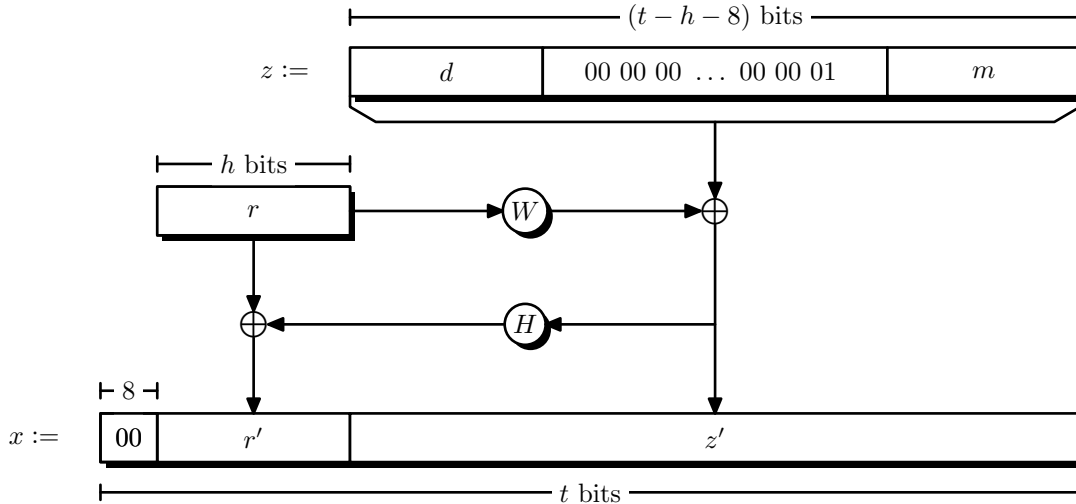 (t − h − 8) bits
z := d 00 00 00 … 00 00 01 m
h bits
r W
H
8
x := 00 r′ z′
t bits